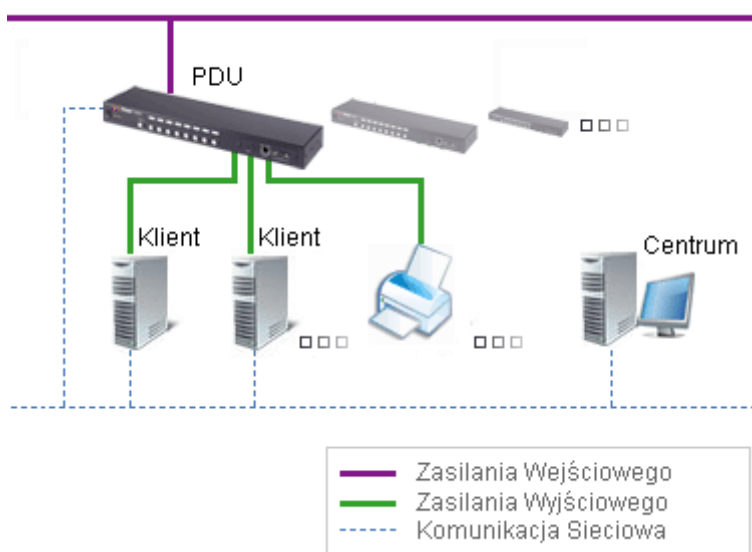 PDU
Klient
Klient
Centrum
Zasilania Wejściowego
Zasilania Wyjściowego
Komunikacja Sieciowa